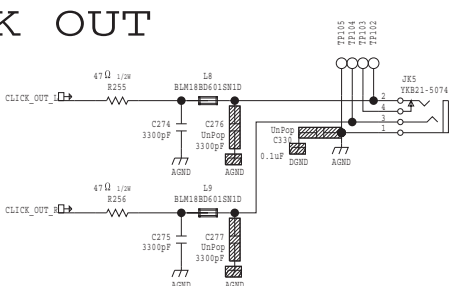 K OUT
TP105
TP104
TP103
TP102
JK5
YKB21-5074
47Ω 1/2W
R255
L8
BLM18BD601SN1D
CLICK_OUT_L
2
4
3
1
C274
3300pF
C276
UnPop
3300pF
UnPop
C330
0.1uF
DGND
AGND
AGND
AGND
47Ω 1/2W
R256
L9
BLM18BD601SN1D
CLICK_OUT_R
C275
3300pF
C277
UnPop
3300pF
AGND
AGND